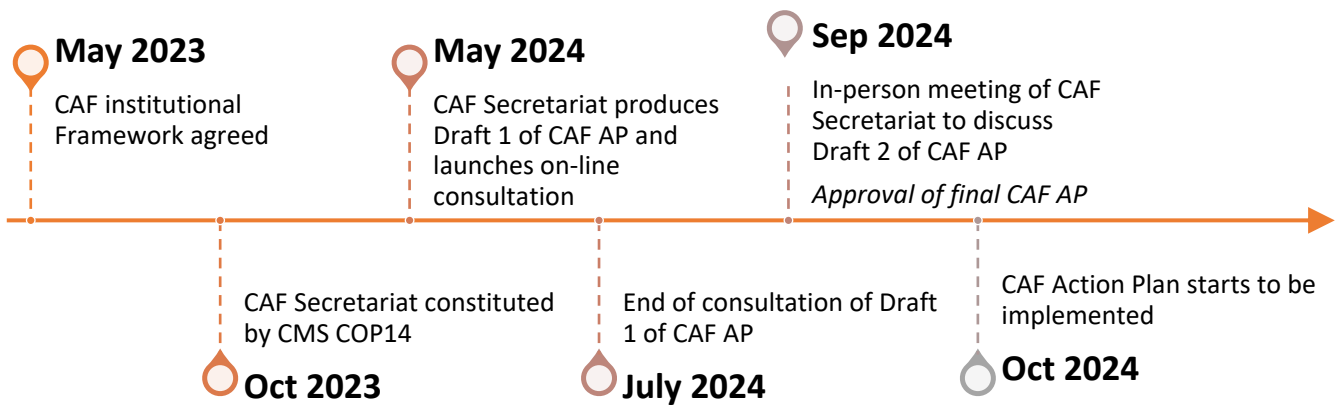 May 2023
CAF institutional
Framework agreed
May 2024
CAF Secretariat produces
Draft 1 of CAF AP and
launches on-line
consultation
Sep 2024
In-person meeting of CAF
Secretariat to discuss
Draft 2 of CAF AP
Approval of final CAF AP
CAF Secretariat constituted
by CMS COP14
Oct 2023
End of consultation of Draft
1 of CAF AP
July 2024
CAF Action Plan starts to be
implemented
Oct 2024